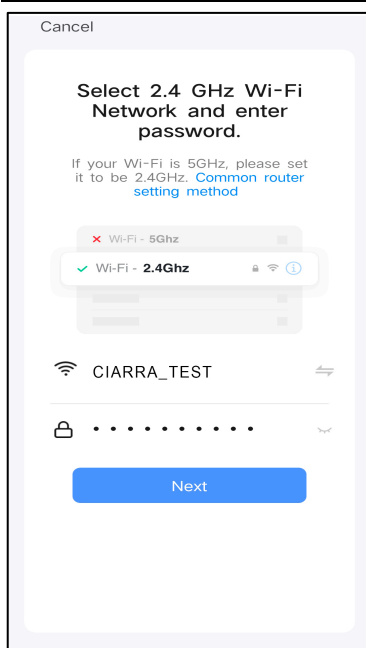 Cancel
Select 2.4 GHz Wi-Fi
Network and enter
password.
If your Wi-Fi is 5GHz, please set
it to be 2.4GHz. Common router
setting method
Wi-Fi - 5Ghz
Wi-Fi - 2.4Ghz
CIARRA_TEST
Next